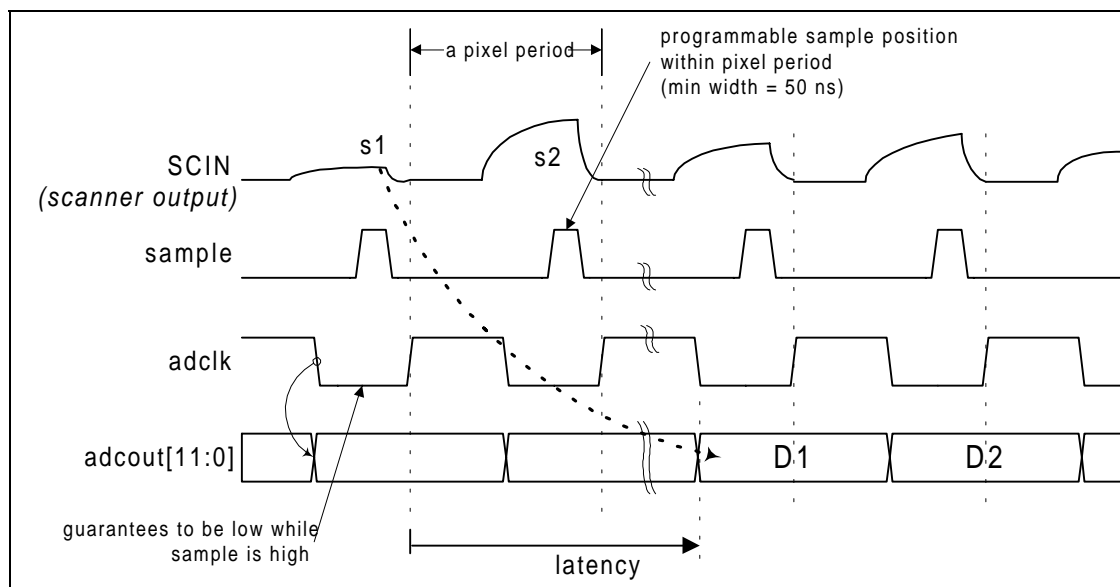 a pixel period
programmable sample position
within pixel period
(min width = 50 ns)
s1
s2
SCIN
(scanner output)
sample
adclk
adcout[11:0]
D1
D2
guarantees to be low while
sample is high
latency